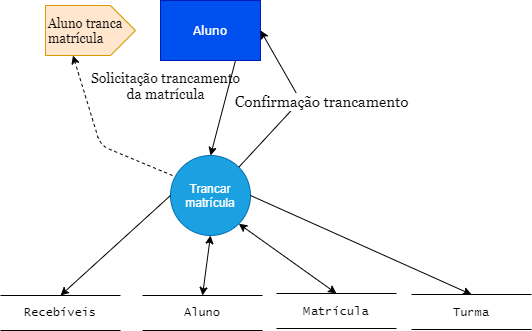 Aluno tranca
matrícula
Aluno
Solicitação trancamento
da matrícula
Confirmação trancamento
Trancar
matrícula
Recebíveis
Aluno
Matrícula
Turma